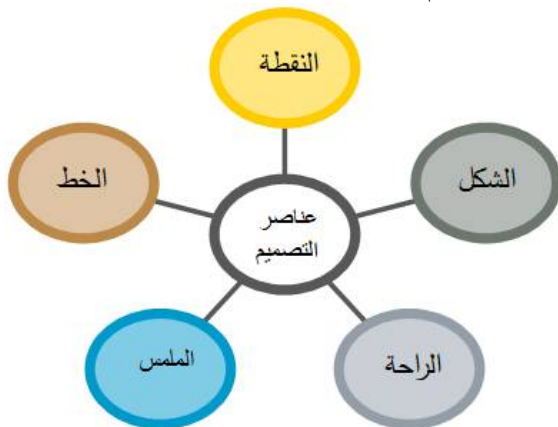 النقطة
الشكل
الخط
عناصر
التصميم
الراحة
الملمس